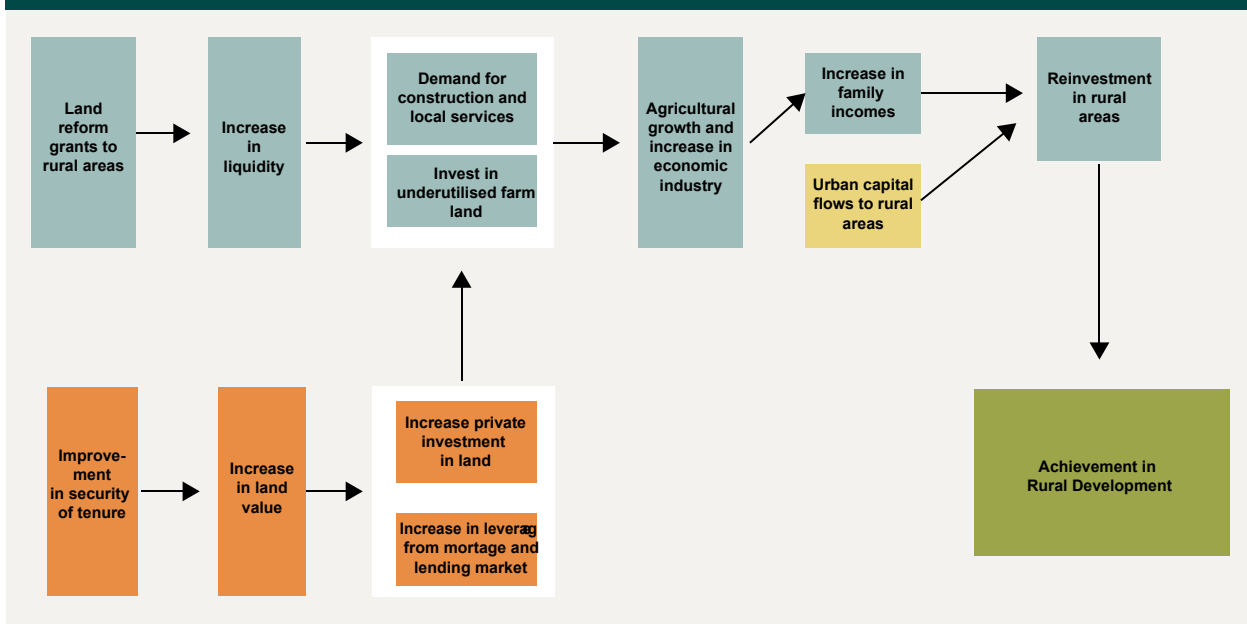 Land
reform
grants to
rural areas
Increase
in
liquidity
Demand for
construction and
local services
Invest in
underutilised farm
land
Agricultural
growth and
increase in
economic
industry
Increase in
family
incomes
Urban capital
flows to rural
areas
Reinvestment
in rural
areas
Improve-
ment
in security
of tenure
Increase
in land
value
Increase private
investment
in land
Increase in leverage
from mortage and
lending market
Achievement in
Rural Development